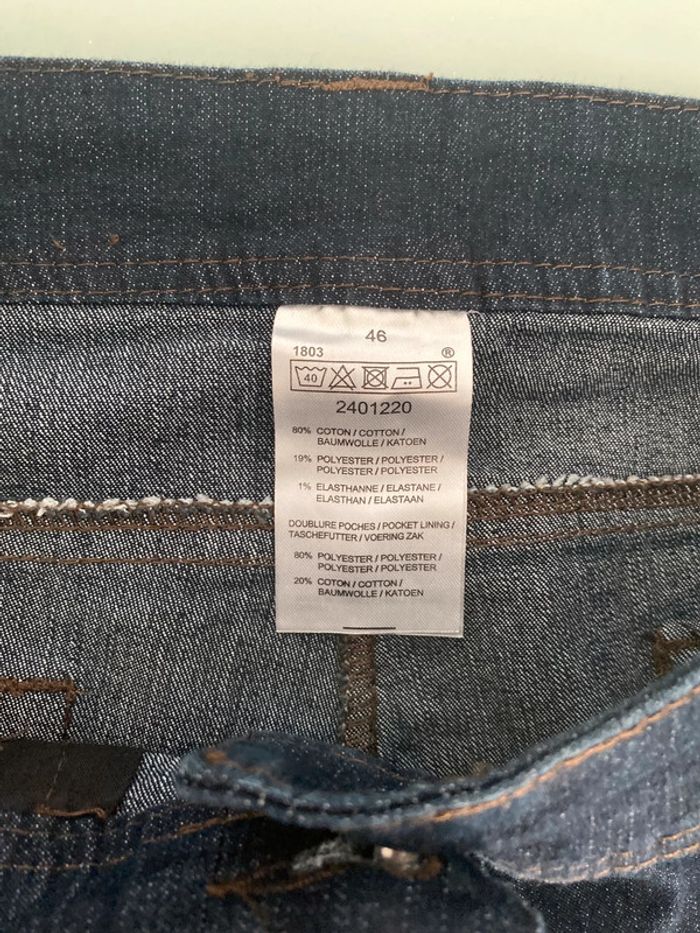 46
1803 ®
40
2401220
80% COTON / COTTON /
BAUMWOLLE / KATOEN
19% POLYESTER / POLYESTER /
POLYESTER / POLYESTER
1% ELASTHANNE / ELASTANE /
ELASTHAN / ELASTAAN
DOUBLURE POCHES / POCKET LINING /
TASCHEFUTTER / VOERING ZAK
80% POLYESTER / POLYESTER /
POLYESTER / POLYESTER
20% COTON / COTTON /
BAUMWOLLE / KATOEN